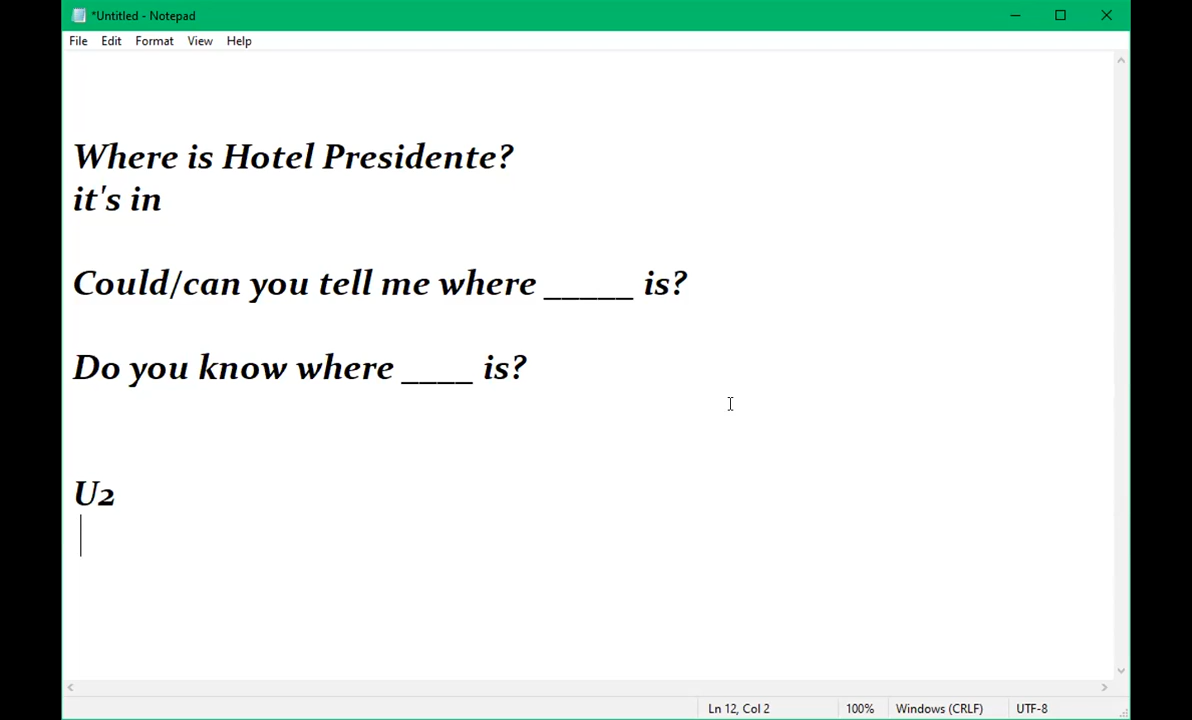 *Untitled - Notepad
File Edit Format View Help
Where is Hotel Presidente?
it's in
Could/can you tell me where _____ is?
Do you know where ____ is?
U2
Ln 12, Col 2 100% Windows (CRLF) UTF-8